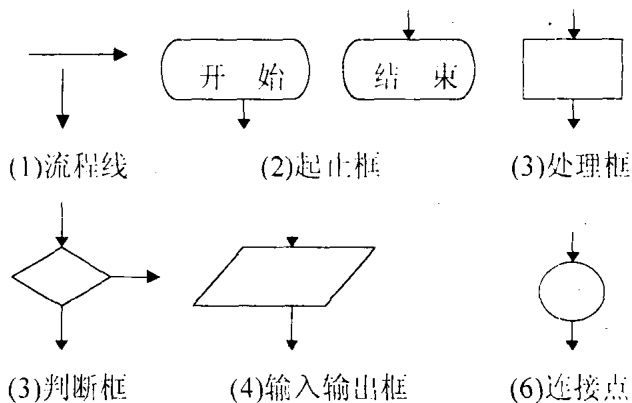 开 始 结 束
(1)流程线 (2)起止框 (3)处理框
(3)判断框 (4)输入输出框 (6)连接点